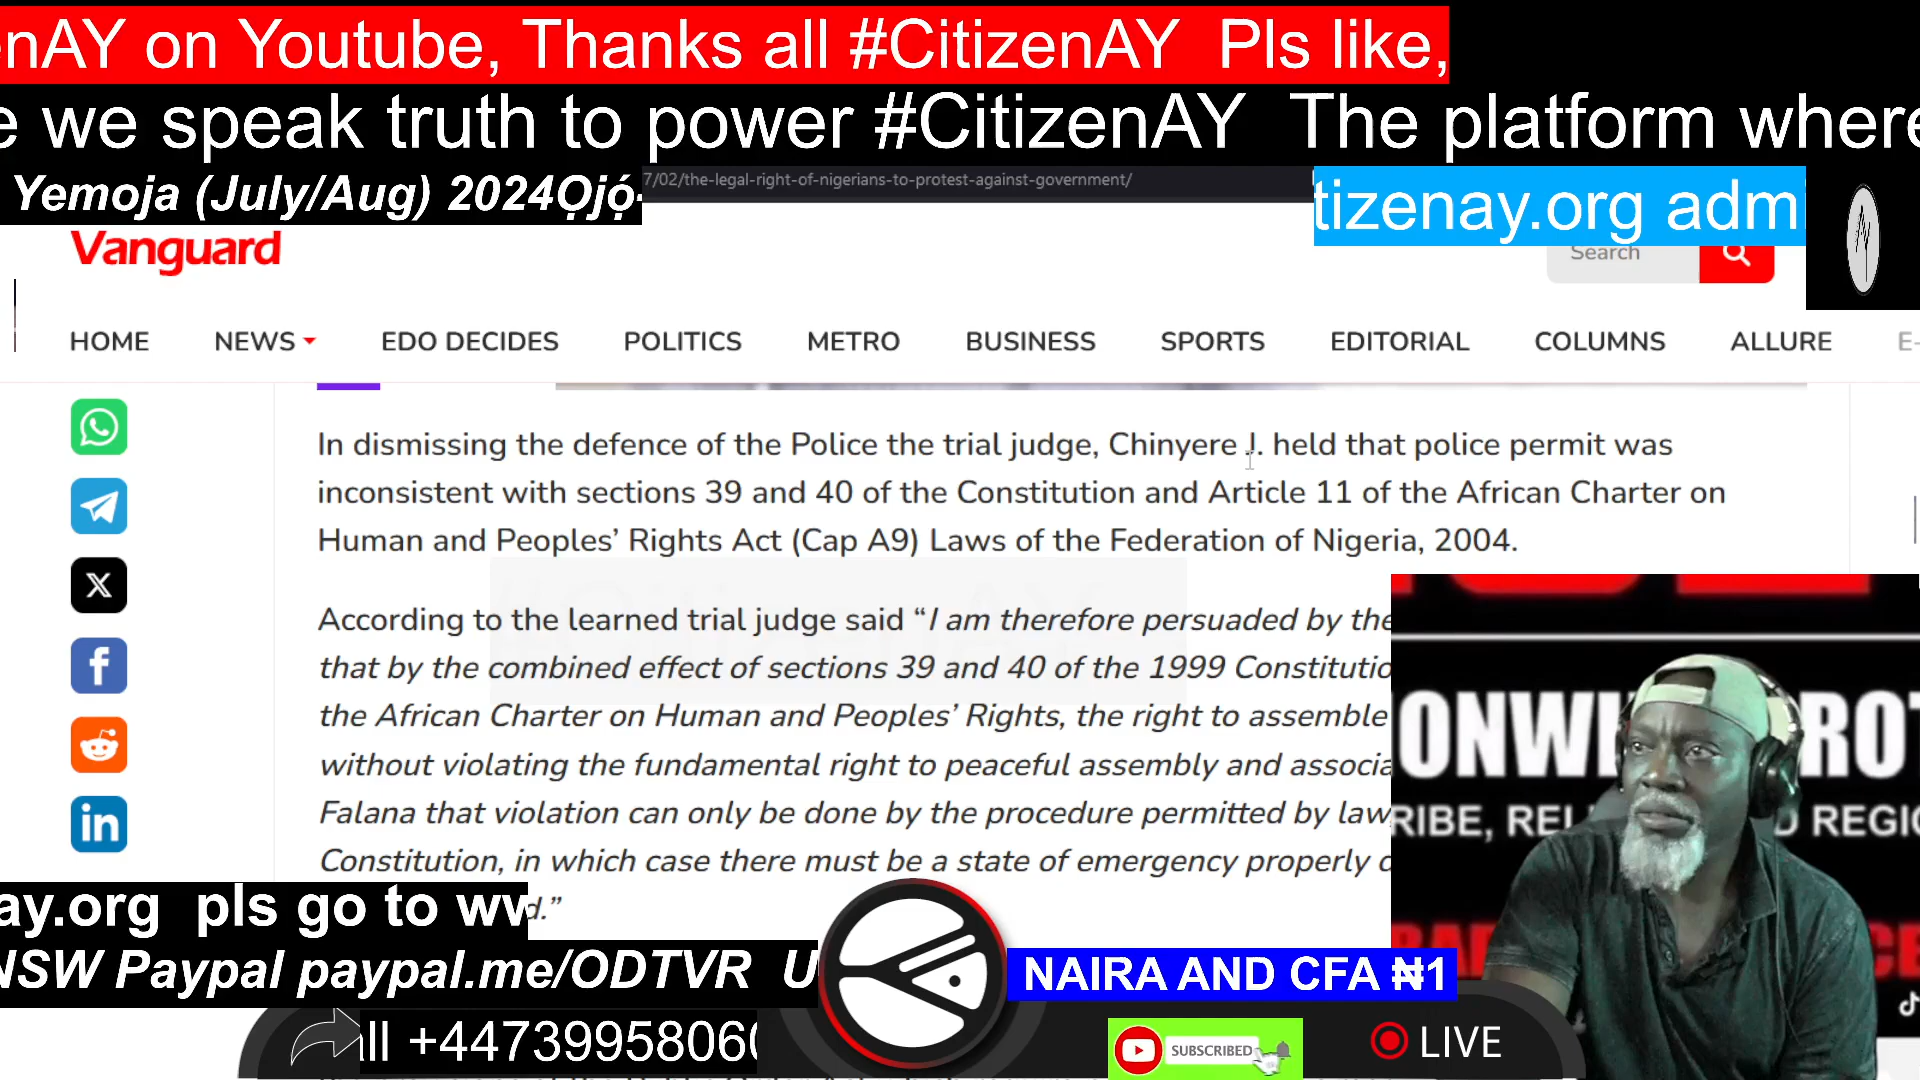 enAY on Youtube, Thanks all #CitizenAY Pls like,
e we speak truth to power #CitizenAY The platform where
Yemoja (July/Aug) 2024Ọjọ́-
7/02/the-legal-right-of-nigerians-to-protest-against-government/
tizenay.org adm
Vanguard
Search
HOME NEWS EDO DECIDES POLITICS METRO BUSINESS SPORTS EDITORIAL COLUMNS ALLURE E-
In dismissing the defence of the Police the trial judge, Chinyere J. held that police permit was
inconsistent with sections 39 and 40 of the Constitution and Article 11 of the African Charter on
Human and Peoples’ Rights Act (Cap A9) Laws of the Federation of Nigeria, 2004.
According to the learned trial judge said “I am therefore persuaded by the
that by the combined effect of sections 39 and 40 of the 1999 Constitutio
the African Charter on Human and Peoples’ Rights, the right to assemble
without violating the fundamental right to peaceful assembly and associa
Falana that violation can only be done by the procedure permitted by law,
Constitution, in which case there must be a state of emergency properly
d.”
ONWI ROT
RIBE, REL D REGIO
ay.org pls go to wv
NSW Paypal paypal.me/ODTVR U
NAIRA AND CFA ₦1
all +44739958060
SUBSCRIBED
LIVE